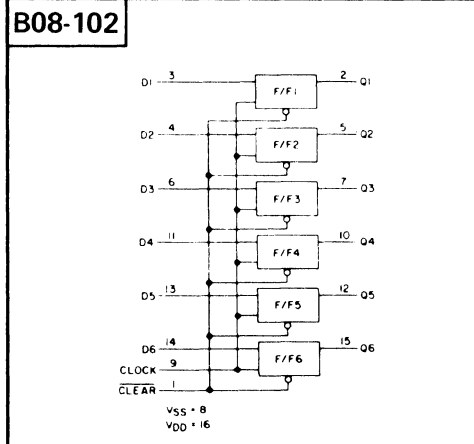 B08-102
D1 3 F/F1 2 Q1
D2 4 F/F2 5 Q2
D3 6 F/F3 7 Q3
D4 11 F/F4 10 Q4
D5 13 F/F5 12 Q5
D6 14 F/F6 15 Q6
CLOCK 9
CLEAR 1
VSS = 8
VDD = 16